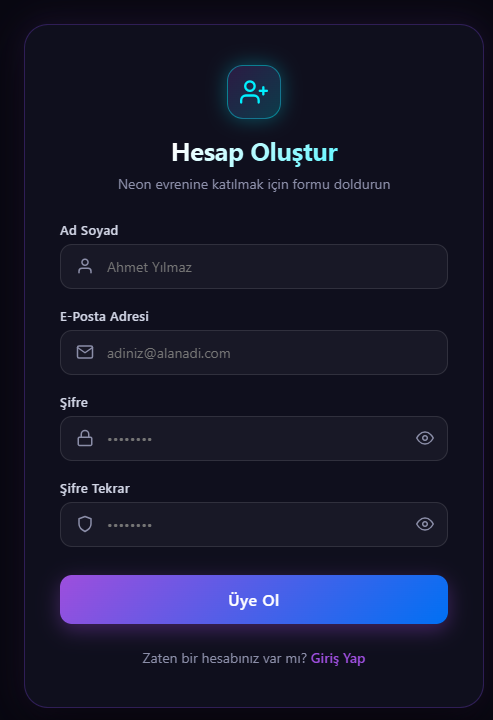 Hesap Oluştur
Neon evrenine katılmak için formu doldurun
Ad Soyad
Ahmet Yılmaz
E-Posta Adresi
adiniz@alanadi.com
Şifre
••••••••
Şifre Tekrar
••••••••
Üye Ol
Zaten bir hesabınız var mı? Giriş Yap